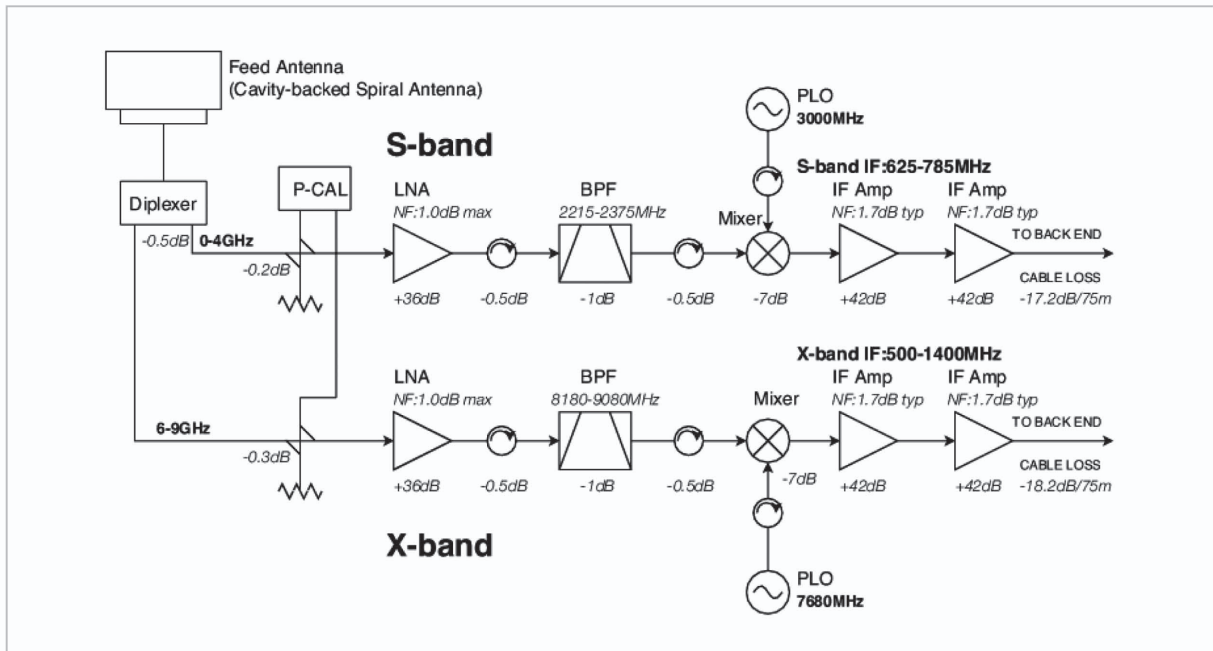 Feed Antenna
(Cavity-backed Spiral Antenna)
PLO
3000MHz
S-band
S-band IF:625-785MHz
Diplexer
P-CAL
LNA
NF:1.0dB max
BPF
2215-2375MHz
Mixer
IF Amp
NF:1.7dB typ
IF Amp
NF:1.7dB typ
TO BACK END
-0.5dB
0-4GHz
-0.2dB
+36dB
-0.5dB
-1dB
-0.5dB
-7dB
+42dB
+42dB
CABLE LOSS
-17.2dB/75m
X-band IF:500-1400MHz
LNA
NF:1.0dB max
BPF
8180-9080MHz
Mixer
IF Amp
NF:1.7dB typ
IF Amp
NF:1.7dB typ
TO BACK END
6-9GHz
-0.3dB
+36dB
-0.5dB
-1dB
-0.5dB
-7dB
+42dB
+42dB
CABLE LOSS
-18.2dB/75m
X-band
PLO
7680MHz